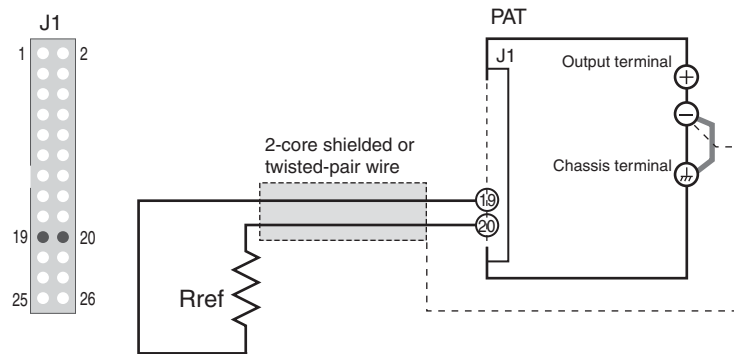 J1
1
2
19
20
25
26
2-core shielded or
twisted-pair wire
Rref
PAT
J1
Output terminal
+
−
Chassis terminal
19
20